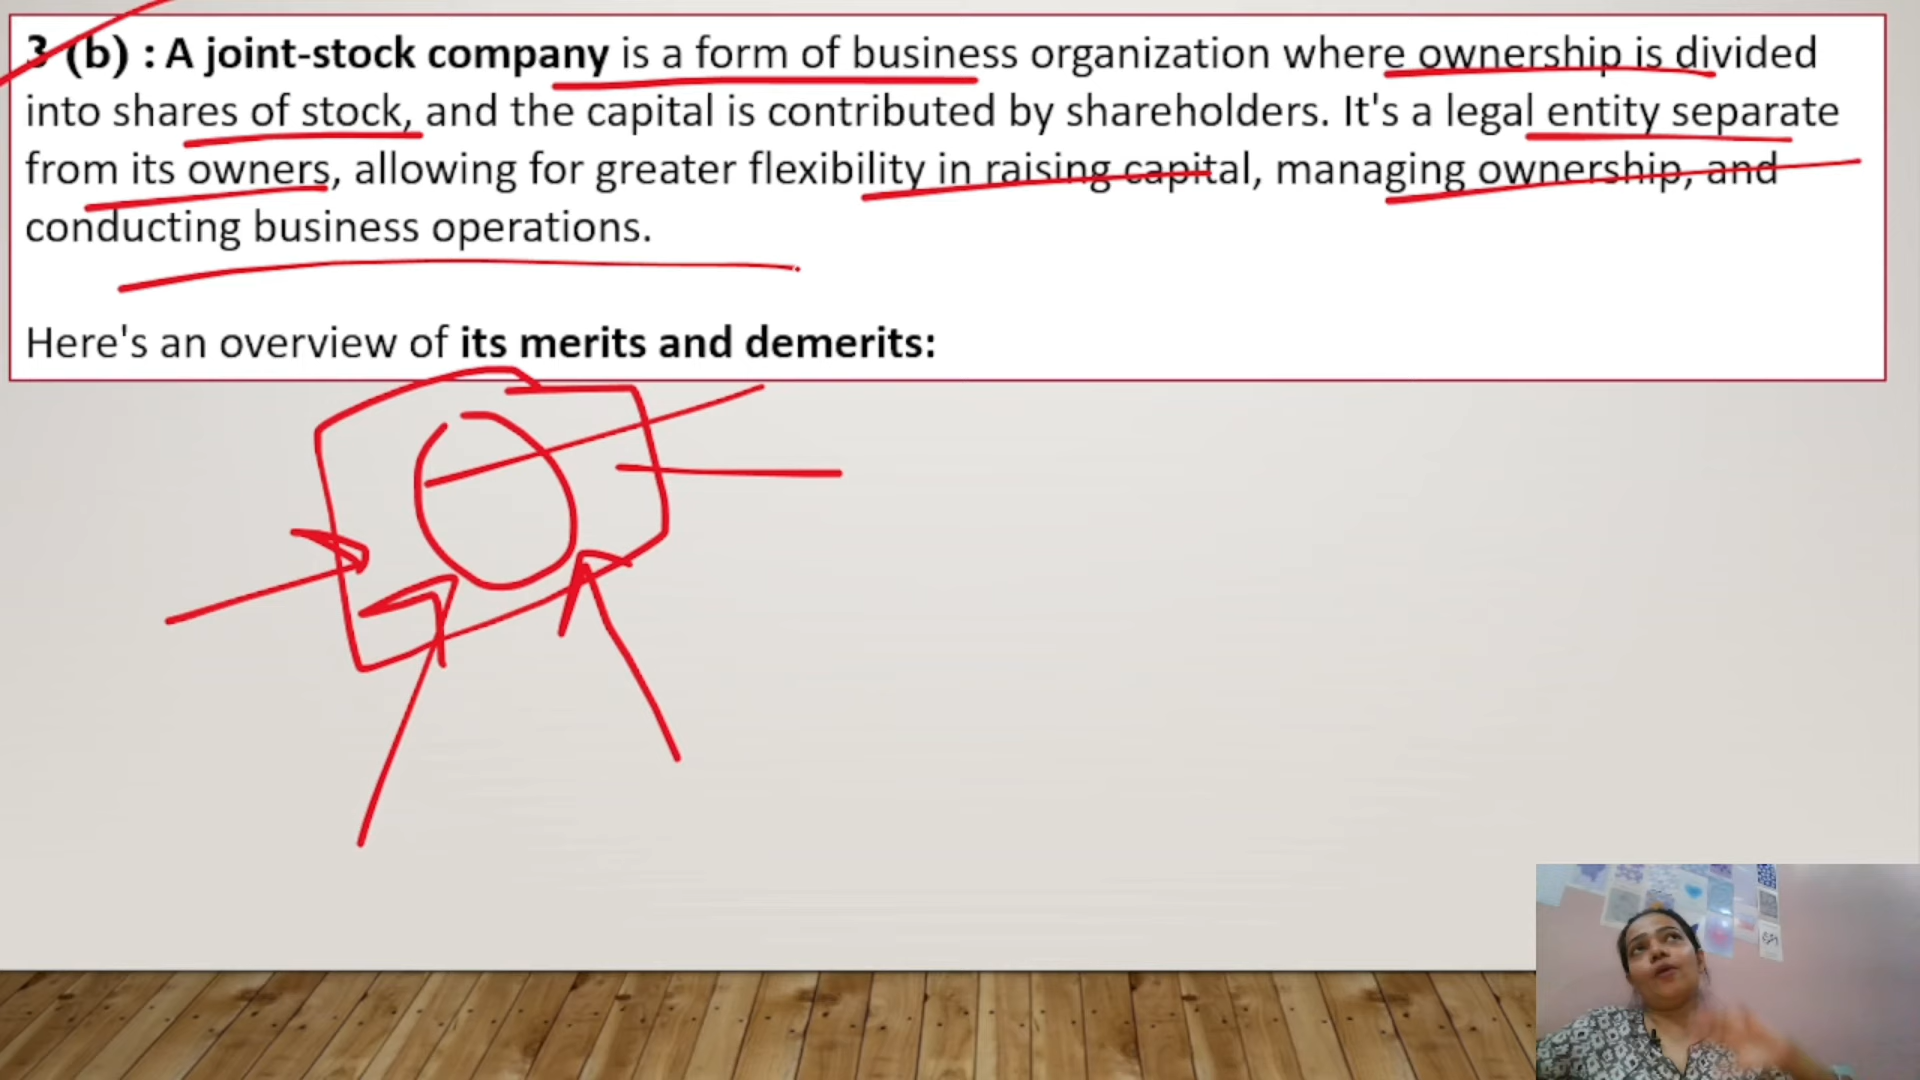 3 (b) : A joint-stock company is a form of business organization where ownership is divided
into shares of stock, and the capital is contributed by shareholders. It's a legal entity separate
from its owners, allowing for greater flexibility in raising capital, managing ownership, and
conducting business operations.
Here's an overview of its merits and demerits: